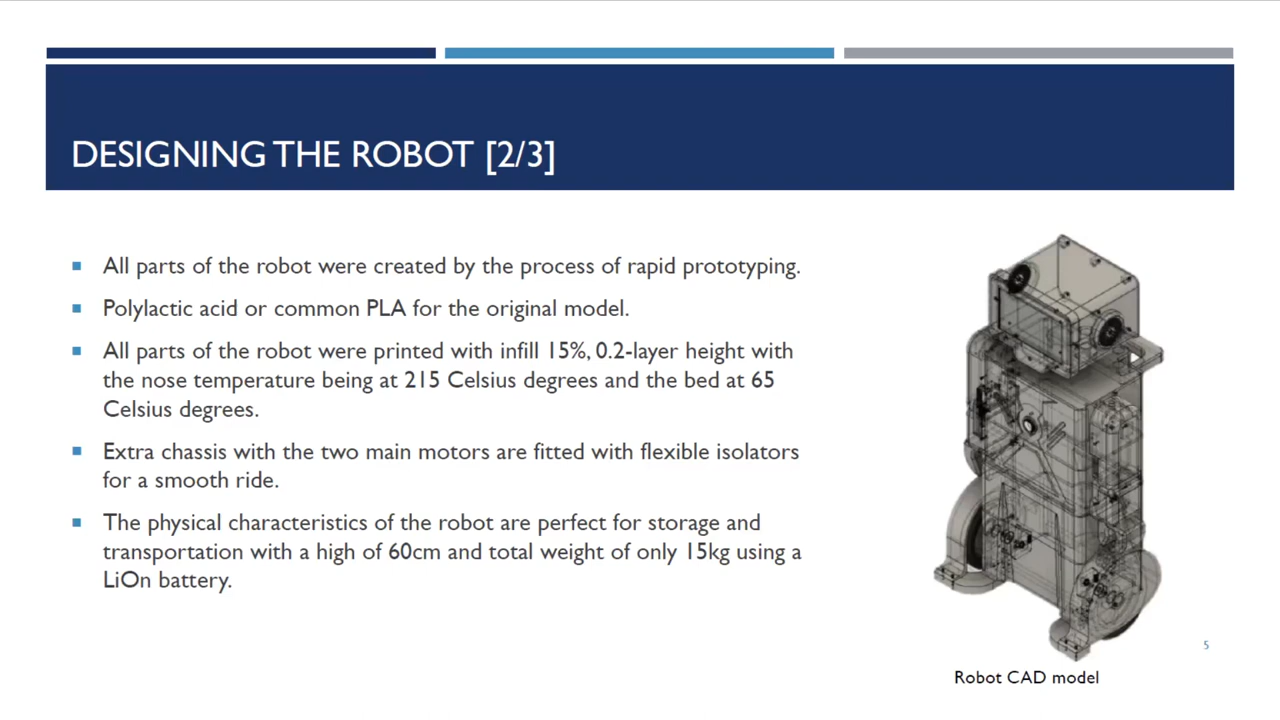 DESIGNING THE ROBOT [2/3]
All parts of the robot were created by the process of rapid prototyping.
Polylactic acid or common PLA for the original model.
All parts of the robot were printed with infill 15%, 0.2-layer height with
the nose temperature being at 215 Celsius degrees and the bed at 65
Celsius degrees.
Extra chassis with the two main motors are fitted with flexible isolators
for a smooth ride.
The physical characteristics of the robot are perfect for storage and
transportation with a high of 60cm and total weight of only 15kg using a
LiOn battery.
5
Robot CAD model